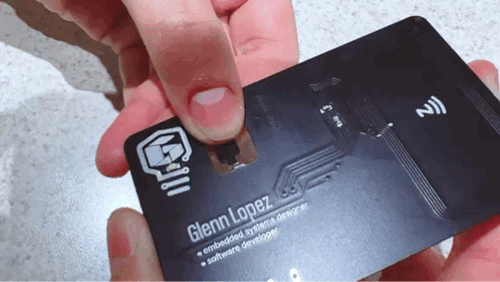 Glenn Lopez
• embedded systems designer
• software developer